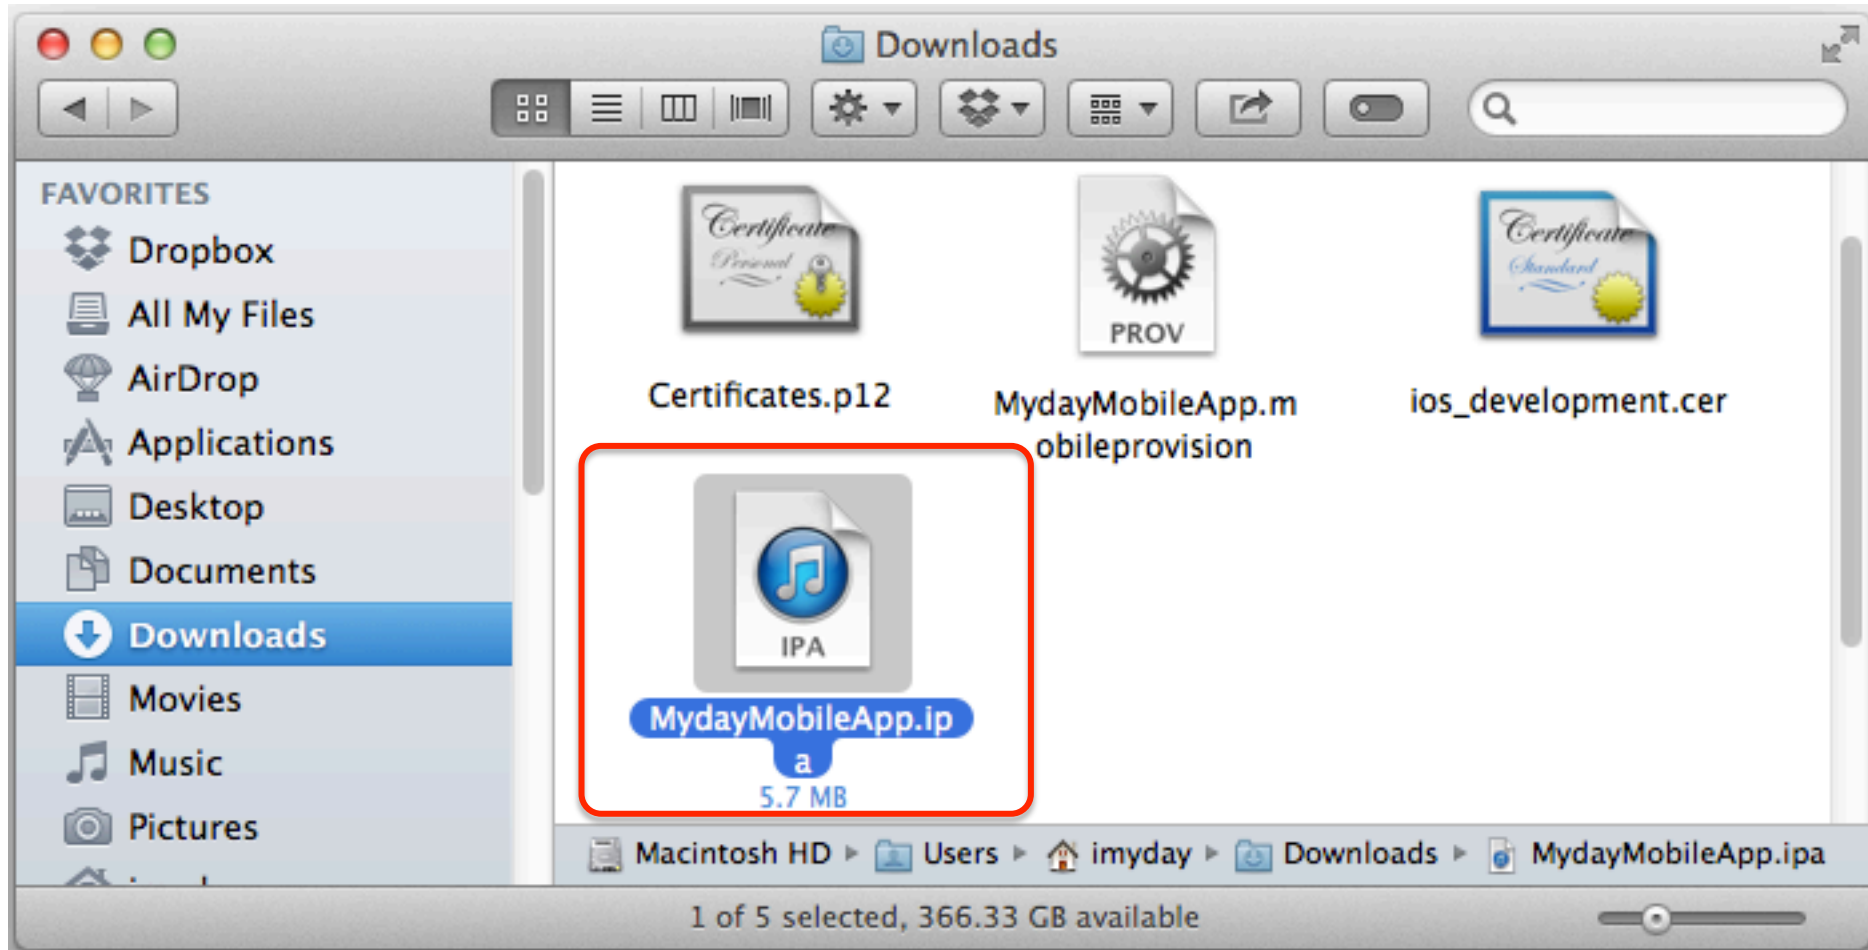 Downloads
FAVORITES
Dropbox
All My Files
AirDrop
Applications
Desktop
Documents
Downloads
Movies
Music
Pictures
Certificate
Personal
Certificates.p12
PROV
MydayMobileApp.m
obileprovision
Certificate
Standard
ios_development.cer
IPA
MydayMobileApp.ip
a
5.7 MB
Macintosh HD ▸ Users ▸ imyday ▸ Downloads ▸ MydayMobileApp.ipa
1 of 5 selected, 366.33 GB available